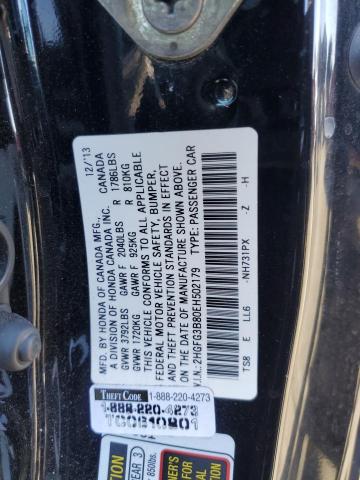 MFD. BY HONDA OF CANADA MFG., 12/'13
A DIVISION OF HONDA CANADA INC. CANADA
GVWR 3792LBS GAWR F 2040LBS R 1786LBS
GVWR 1720KG GAWR F 925KG R 810KG
THIS VEHICLE CONFORMS TO ALL APPLICABLE
FEDERAL MOTOR VEHICLE SAFETY, BUMPER,
AND THEFT PREVENTION STANDARDS IN EFFECT
ON THE DATE OF MANUFACTURE SHOWN ABOVE.
V.I.N.:2HGFG3B80EH502179 TYPE: PASSENGER CAR
TS8 E LL6 -NH731PX -Z -H
THEFT CODE 1-888-220-4273
1-888-220-4273
REAR 3